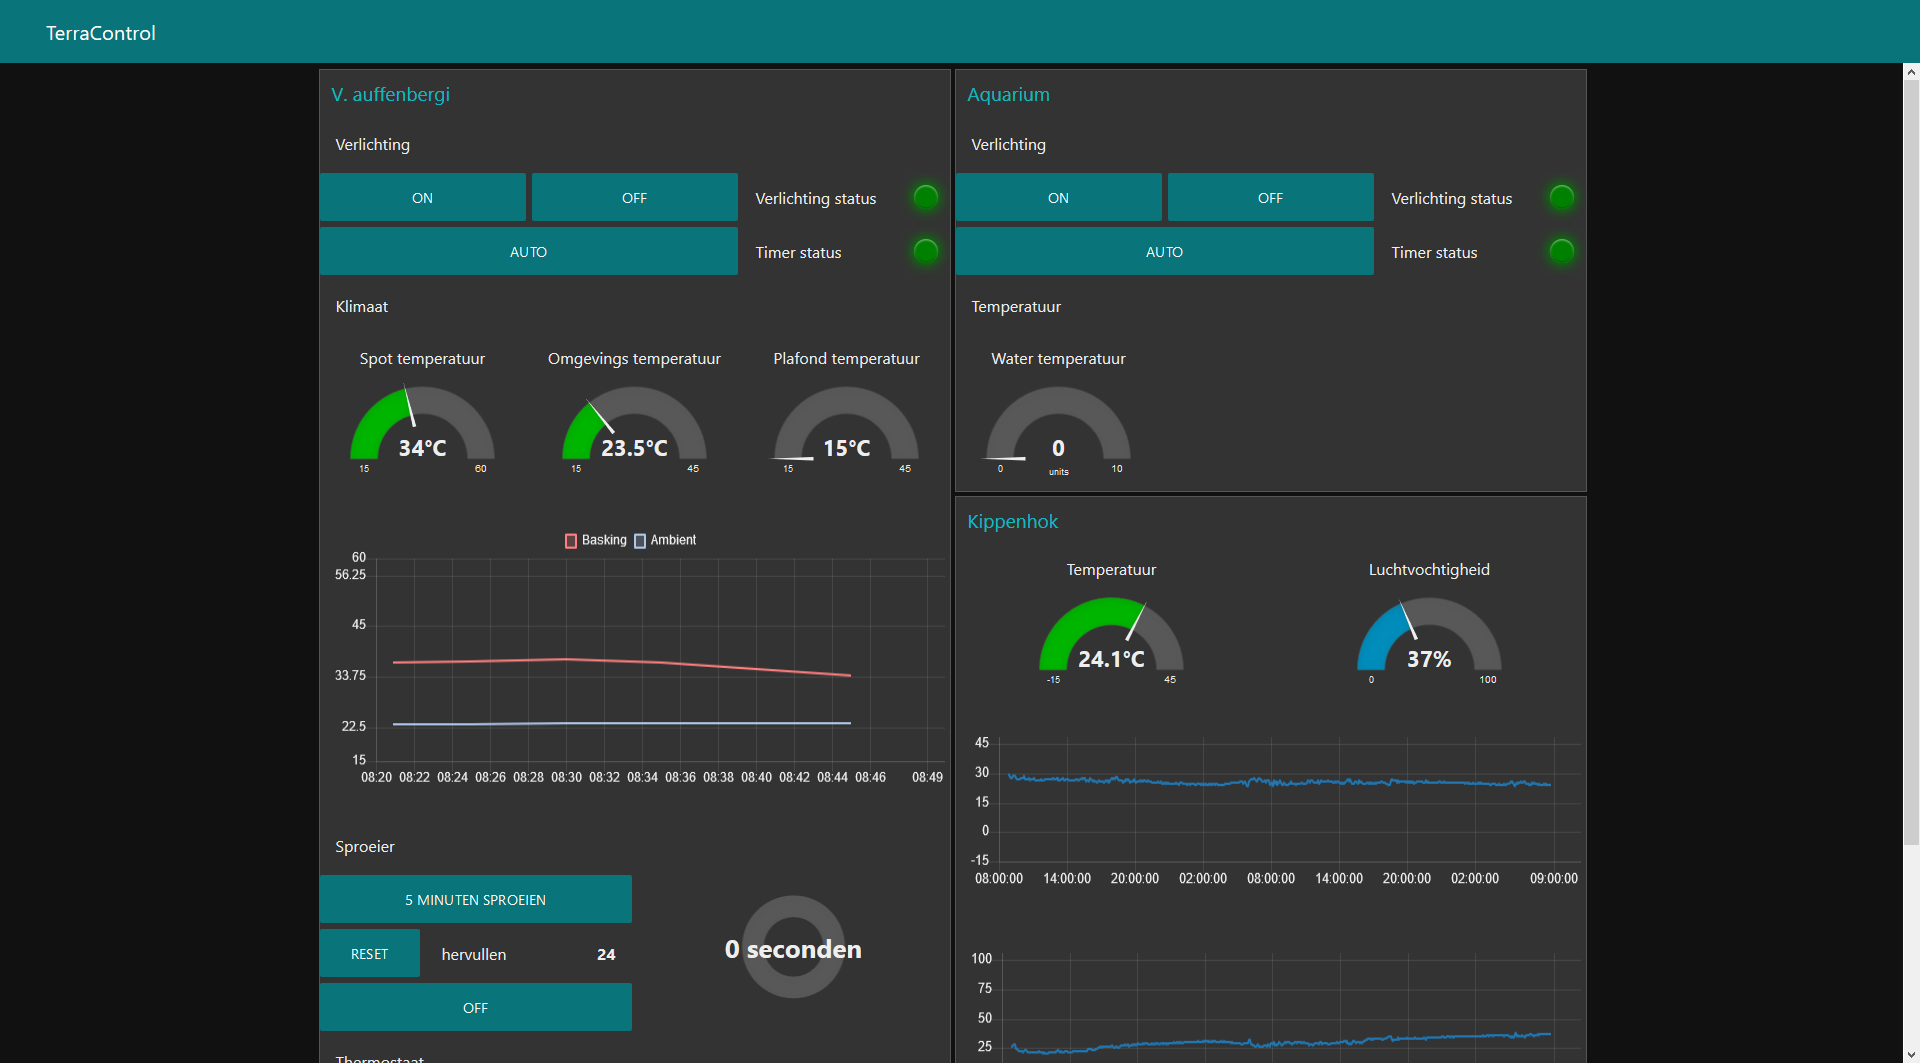 TerraControl
V. auffenbergi
Verlichting
ON OFF Verlichting status
AUTO Timer status
Klimaat
Spot temperatuur Omgevings temperatuur Plafond temperatuur
34°C 23.5°C 15°C
15 60 15 45 15 45
Basking Ambient
60
56.25
45
33.75
22.5
15
08:20 08:22 08:24 08:26 08:28 08:30 08:32 08:34 08:36 08:38 08:40 08:42 08:44 08:46 08:49
Sproeier
5 MINUTEN SPROEIEN
RESET hervullen 24
0 seconden
OFF
Thermostaat
Aquarium
Verlichting
ON OFF Verlichting status
AUTO Timer status
Temperatuur
Water temperatuur
0
0 units 10
Kippenhok
Temperatuur Luchtvochtigheid
24.1°C 37%
-15 45 0 100
45
30
15
0
-15
08:00:00 14:00:00 20:00:00 02:00:00 08:00:00 14:00:00 20:00:00 02:00:00 09:00:00
100
75
50
25